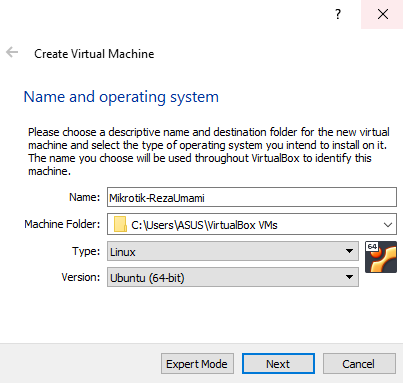 ?
Create Virtual Machine
Name and operating system
Please choose a descriptive name and destination folder for the new virtual
machine and select the type of operating system you intend to install on it.
The name you choose will be used throughout VirtualBox to identify this
machine.
Name: Mikrotik-RezaUmami
Machine Folder: C:\Users\ASUS\VirtualBox VMs
Type: Linux
64
Version: Ubuntu (64-bit)
Expert Mode Next Cancel